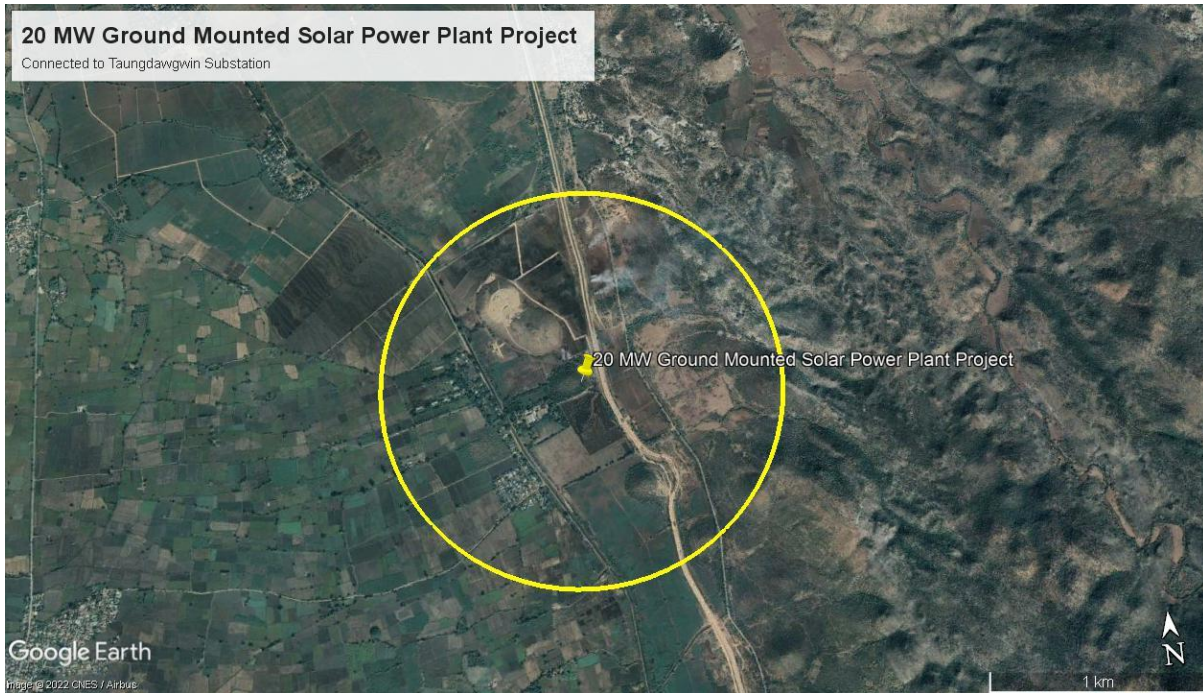 20 MW Ground Mounted Solar Power Plant Project
Connected to Taungdawgwin Substation
20 MW Ground Mounted Solar Power Plant Project
Google Earth
Image © 2022 CNES / Airbus
N
1 km